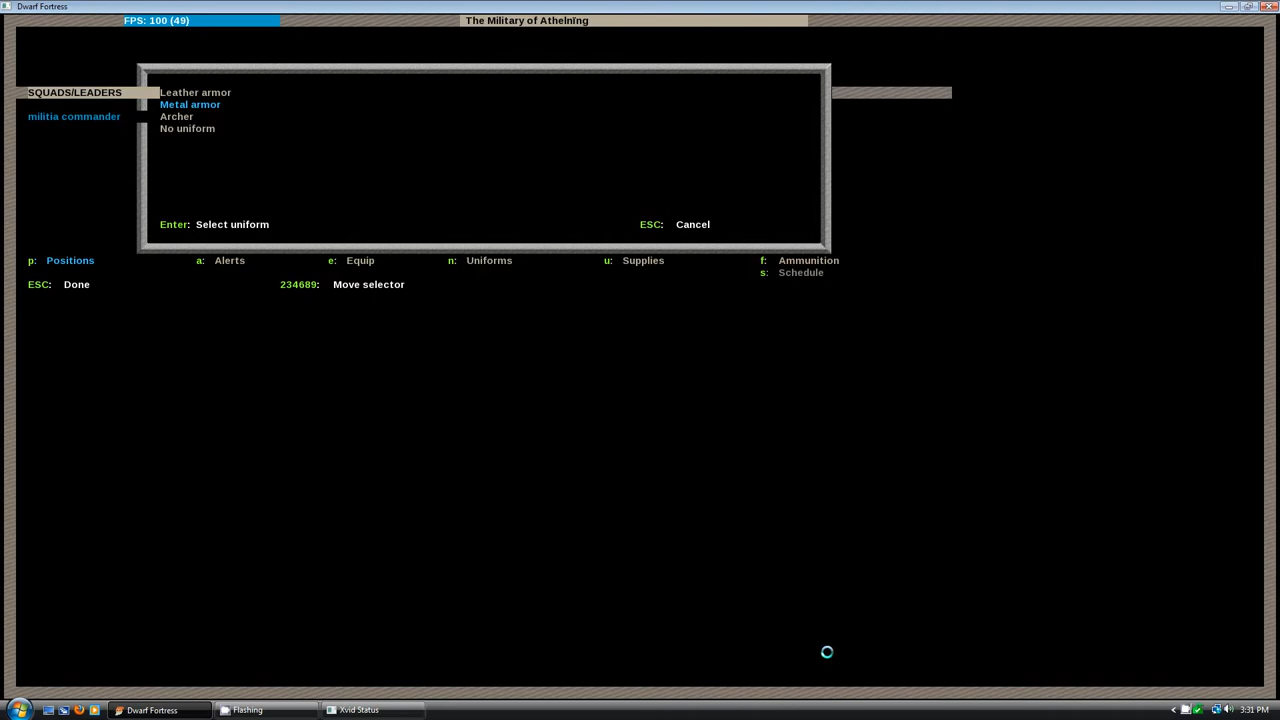 Dwarf Fortress
FPS: 100 (49)
The Military of Athelnïng
SQUADS/LEADERS
Leather armor
Metal armor
militia commander
Archer
No uniform
Enter: Select uniform
ESC: Cancel
p: Positions
a: Alerts
e: Equip
n: Uniforms
u: Supplies
f: Ammunition
s: Schedule
ESC: Done
234689: Move selector
Dwarf Fortress
Flashing
Xvid Status
3:31 PM